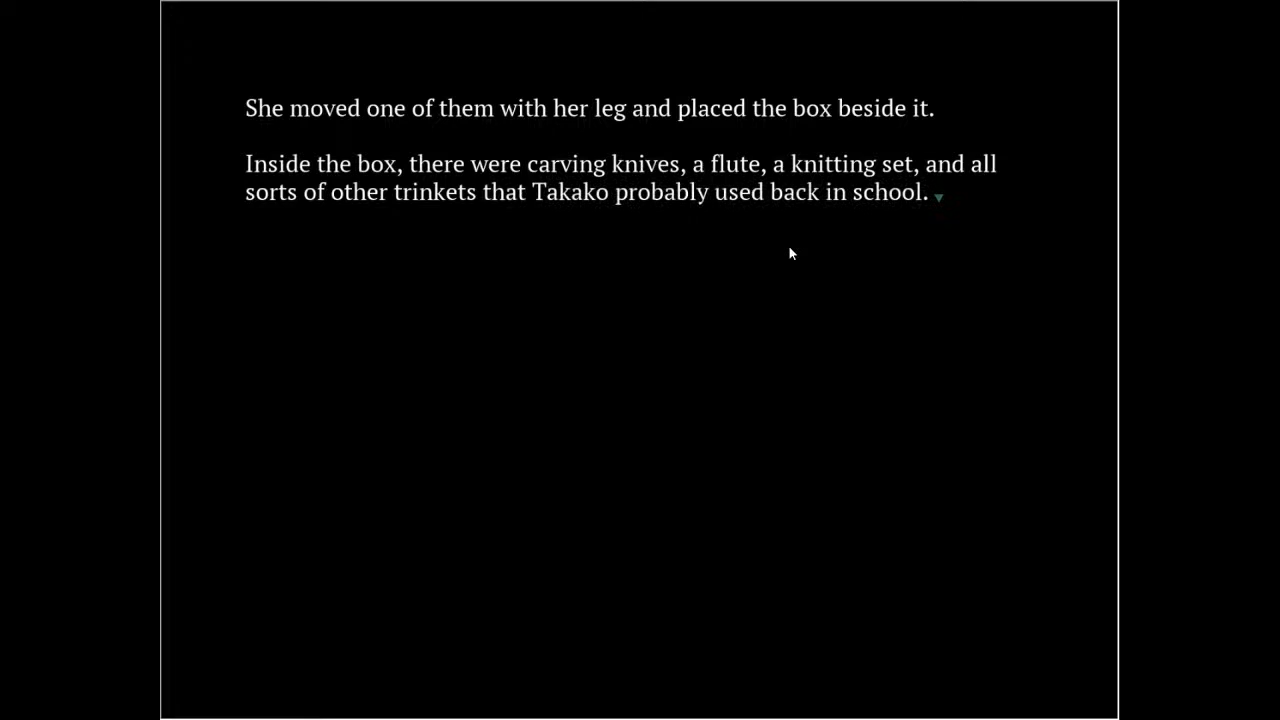 She moved one of them with her leg and placed the box beside it.
Inside the box, there were carving knives, a flute, a knitting set, and all
sorts of other trinkets that Takako probably used back in school.